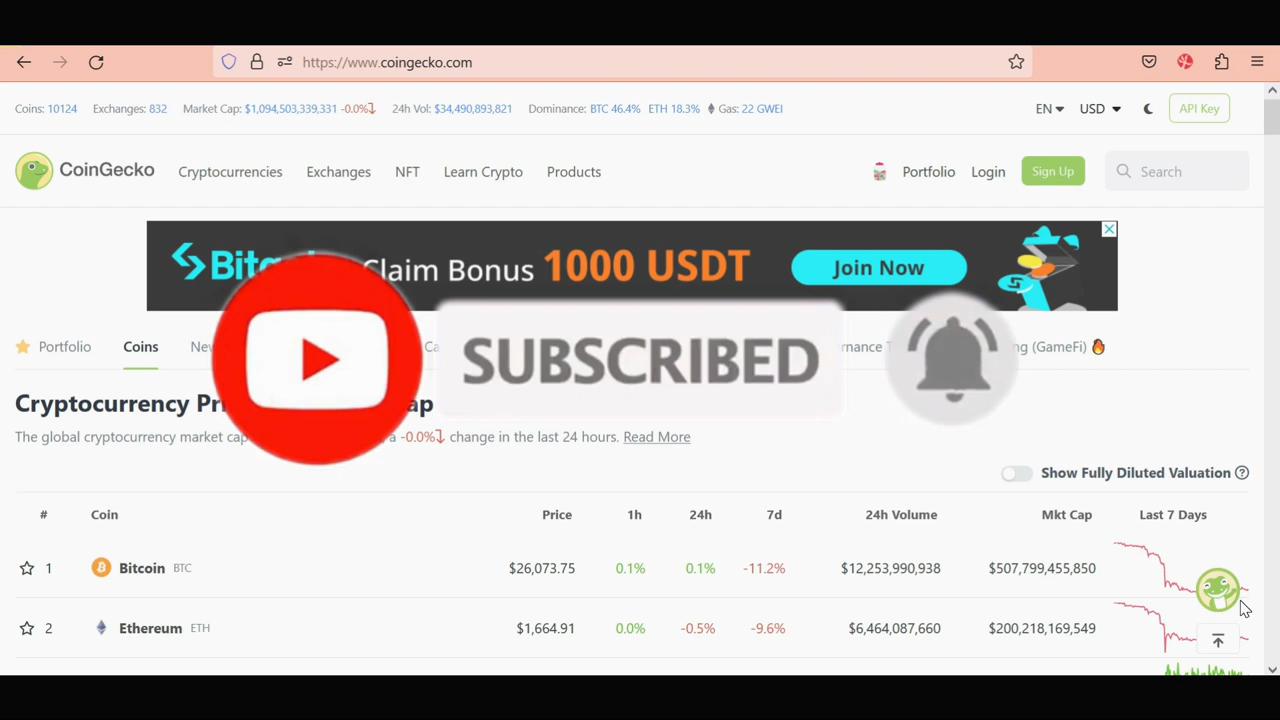 https://www.coingecko.com
Coins: 10124 Exchanges: 832 Market Cap: $1,094,503,339,331 -0.0% 24h Vol: $34,490,893,821 Dominance: BTC 46.4% ETH 18.3% Gas: 22 GWEI EN USD API Key
CoinGecko Cryptocurrencies Exchanges NFT Learn Crypto Products Portfolio Login Sign Up Search
Claim Bonus 1000 USDT Join Now
Portfolio Coins (GameFi)
SUBSCRIBED
Cryptocurrency
The global cryptocurrency market cap a -0.0% change in the last 24 hours. Read More
Show Fully Diluted Valuation
# Coin Price 1h 24h 7d 24h Volume Mkt Cap Last 7 Days
1 Bitcoin BTC $26,073.75 0.1% 0.1% -11.2% $12,253,990,938 $507,799,455,850
2 Ethereum ETH $1,664.91 0.0% -0.5% -9.6% $6,464,087,660 $200,218,169,549